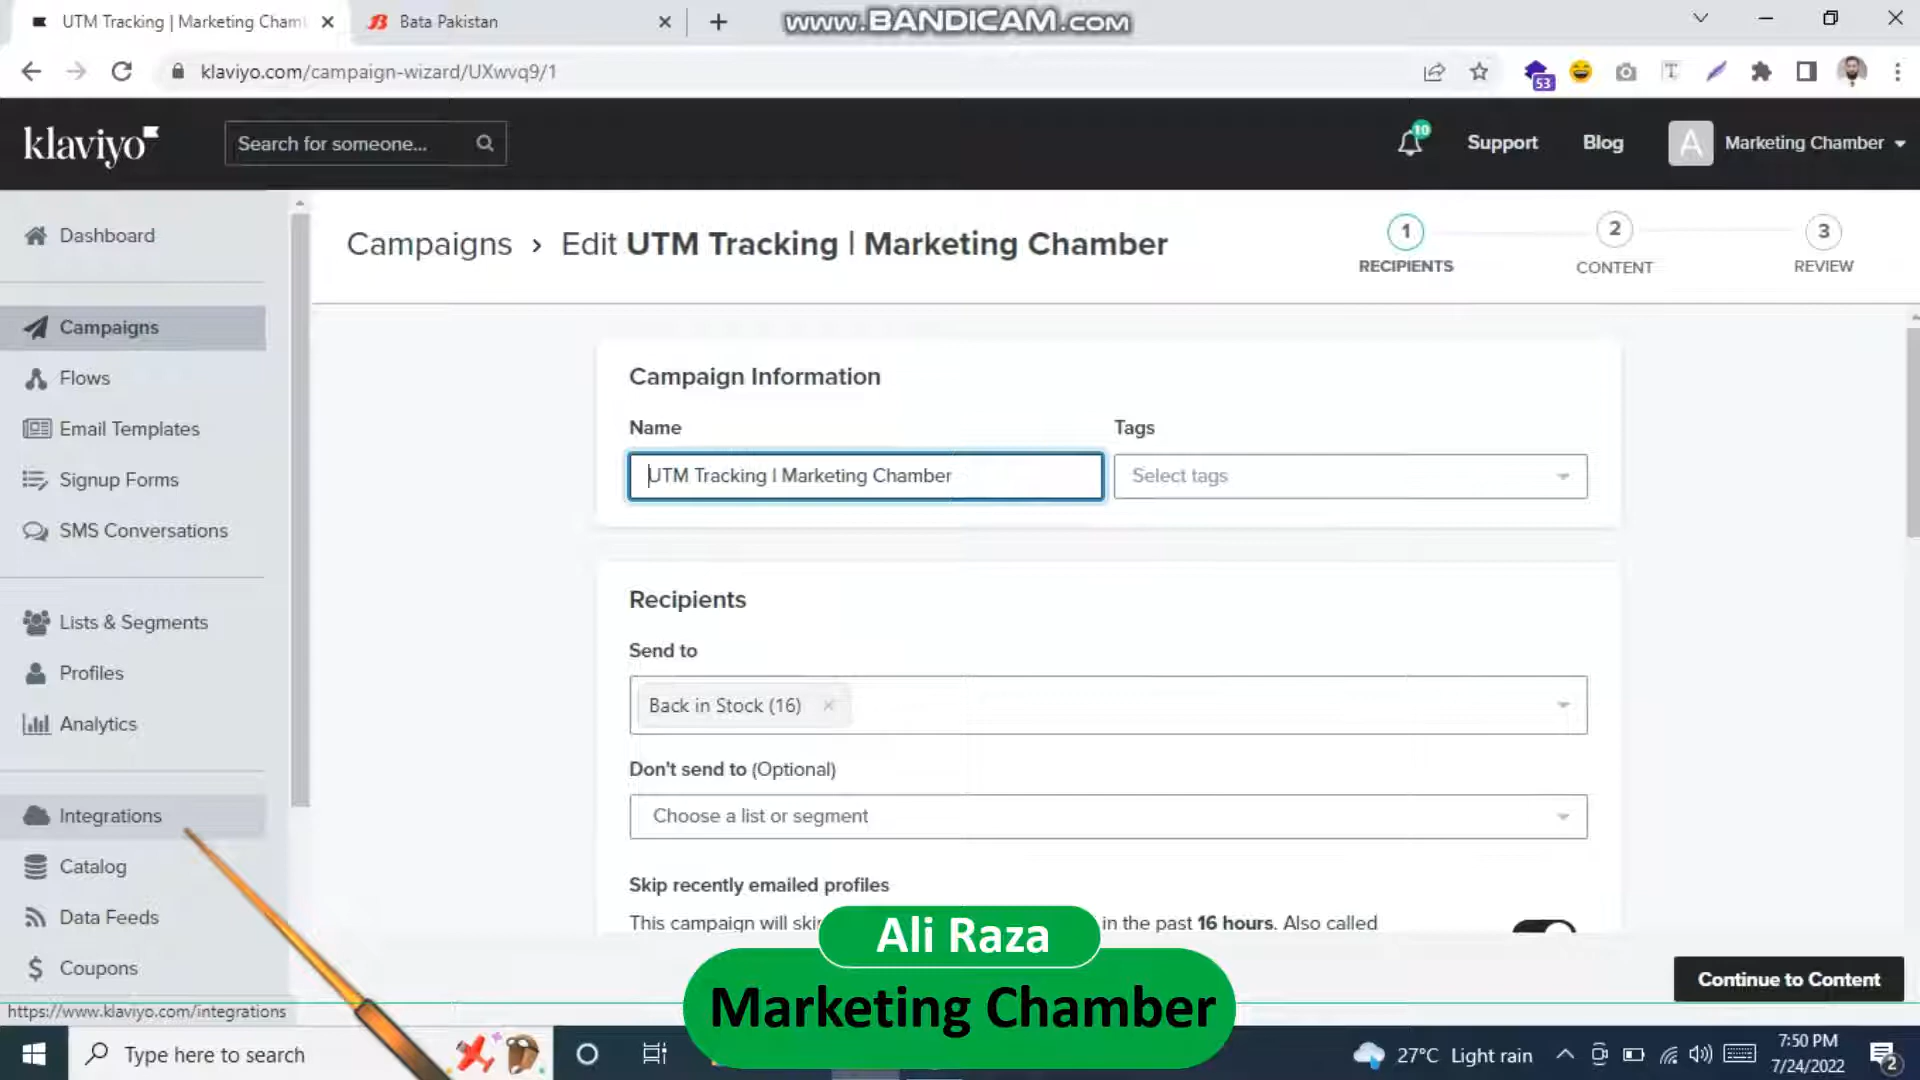 UTM Tracking | Marketing Cham
Bata Pakistan
www.BANDICAM.com
klaviyo.com/campaign-wizard/UXwvq9/1
53
klaviyo
Search for someone...
10
Support
Blog
A
Marketing Chamber
Dashboard
Campaigns
Flows
Email Templates
Signup Forms
SMS Conversations
Lists & Segments
Profiles
Analytics
Integrations
Catalog
Data Feeds
Coupons
https://www.klaviyo.com/integrations
Campaigns › Edit UTM Tracking | Marketing Chamber
1
RECIPIENTS
2
CONTENT
3
REVIEW
Campaign Information
Name
Tags
UTM Tracking | Marketing Chamber
Select tags
Recipients
Send to
Back in Stock (16) ×
Don't send to (Optional)
Choose a list or segment
Skip recently emailed profiles
This campaign will skip in the past 16 hours. Also called
Continue to Content
Ali Raza
Marketing Chamber
Type here to search
27°C Light rain
7:50 PM
7/24/2022
2